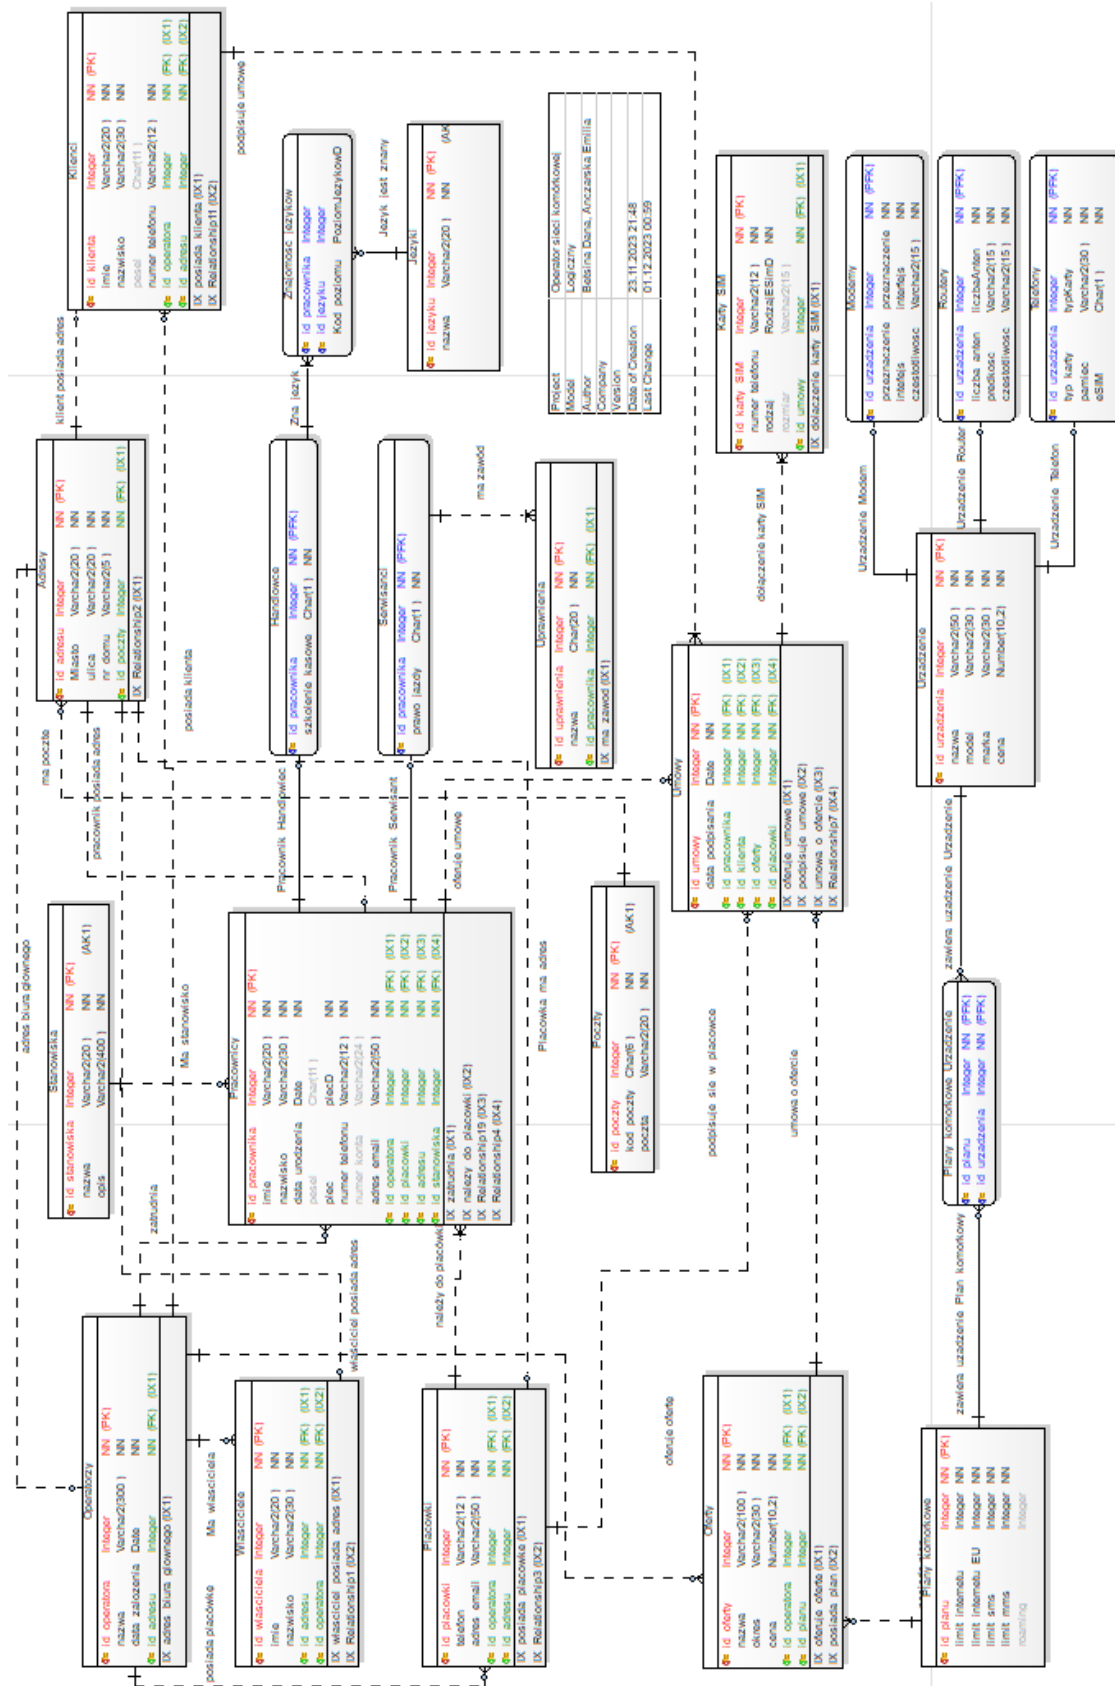 Operatorzy
id operatora Integer NN (PK)
nazwa Varchar2(300) NN
data zalozenia Date NN
id adresu Integer NN (FK) (IX1)
IX adres biura glownego (IX1)
adres biura głownego
Stanowiska
id stanowiska Integer NN (PK)
nazwa Varchar2(20) NN (AK1)
opis Varchar2(400) NN
Adresy
id adresu Integer NN (PK)
Miasto Varchar2(20) NN
ulica Varchar2(20) NN
nr domu Varchar2(5) NN
id poczty Integer NN (FK) (IX1)
IX Relationship2 (IX1)
klient posiada adres
Klienci
id klienta Integer NN (PK)
imie Varchar2(20) NN
nazwisko Varchar2(30) NN
pesel Char(11)
numer telefonu Varchar2(12) NN
id operatora Integer NN (FK) (IX1)
id adresu Integer NN (FK) (IX2)
IX posiada klienta (IX1)
IX Relationship11 (IX2)
podpisuje umowe
ma poczte
pracownik posiada adres
zatrudnia
Ma stanowisko
posiada klienta
posiada placówke
Ma wlasciciela
Wlasciciele
id wlasciciela Integer NN (PK)
imie Varchar2(20) NN
nazwisko Varchar2(30) NN
id adresu Integer NN (FK) (IX1)
id operatora Integer NN (FK) (IX2)
IX wlasciciel posiada adres (IX1)
IX Relationship1 (IX2)
własciciel posiada adres
Pracownicy
id pracownika Integer NN (PK)
imie Varchar2(20) NN
nazwisko Varchar2(30) NN
data urodzenia Date NN
pesel Char(11)
plec plecD NN
numer telefonu Varchar2(12) NN
numer konta Varchar2(24)
adres email Varchar2(50) NN
id operatora Integer NN (FK) (IX1)
id placowki Integer NN (FK) (IX2)
id adresu Integer NN (FK) (IX3)
id stanowiska Integer NN (FK) (IX4)
IX zatrudnia (IX1)
IX należy do placowki (IX2)
IX Relationship19 (IX3)
IX Relationship4 (IX4)
Pracownik Handlowiec
Handlowce
id pracownika Integer NN (PFK)
szkolenie kasowe Char(1) NN
Zna jezyk
Znajomosc jezykow
id pracownika Integer
id jezyku Integer
Kod poziomu PoziomJezykowD
Jezyk jest znany
Pracownik Serwisant
Serwisanci
id pracownika Integer NN (PFK)
prawo jazdy Char(1) NN
Jezyki
id jezyku Integer NN (PK)
nazwa Varchar2(20) NN (AK
oferuje umowe
ma zawód
należy do placówki
Placowki
id placowki Integer NN (PK)
telefon Varchar2(12) NN
adres email Varchar2(50) NN
id operatora Integer NN (FK) (IX1)
id adresu Integer NN (FK) (IX2)
IX posiada placowke (IX1)
IX Relationship3 (IX2)
Placowka ma adres
Uprawnienia
id uprawnienia Integer NN (PK)
nazwa Char(20) NN
id pracownika Integer NN (FK) (IX1)
IX ma zawod (IX1)
Project Operator sieci komórkowej
Model Logiczny
Author Betsina Dana, Anczarska Emilia
Company
Version
Date of Creation 23.11.2023 21:48
Last Change 01.12.2023 00:59
Poczty
id poczty Integer NN (PK)
kod poczty Char(6) NN (AK1)
poczta Varchar2(20) NN
oferuje ofertę
podpisuje sie w placowce
Umowy
id umowy Integer NN (PK)
data podpisania Date NN
id pracownika Integer NN (FK) (IX1)
id klienta Integer NN (FK) (IX2)
id oferty Integer NN (FK) (IX3)
id placowki Integer NN (FK) (IX4)
IX oferuje umowe (IX1)
IX podpisuje umowe (IX2)
IX umowa o ofercie (IX3)
IX Relationship7 (IX4)
dołączenie karty SIM
Karty SIM
id karty SIM Integer NN (PK)
numer telefonu Varchar2(12) NN
rodzaj RodzajESimD NN
rozmiar Varchar2(15)
id umowy Integer NN (FK) (IX1)
IX dolaczenie karty SIM (IX1)
Oferty
id oferty Integer NN (PK)
nazwa Varchar2(100) NN
okres Varchar2(30) NN
cena Number(10,2) NN
id operatora Integer NN (FK) (IX1)
id planu Integer NN (FK) (IX2)
IX oferuje oferte (IX1)
IX posiada plan (IX2)
umowa o ofercie
Urzadzenie Modem
Modemy
id urzadzenia Integer NN (PFK)
przeznaczenie przeznaczenie NN
interfejs interfejs NN
czestotliwosc Varchar2(15) NN
Plany komorkowe
id planu Integer NN (PK)
limit internetu Integer NN
limit internetu EU Integer NN
limit sms Integer NN
limit mms Integer NN
roaming Integer
zawiera uzadzenie Plan komorkowy
Plany komorkowe Urzadzenie
id planu Integer NN (PFK)
id urzadzenia Integer NN (PFK)
zawiera uzadzenie Urzadzenie
Urzadzenie
id urzadzenia Integer NN (PK)
nazwa Varchar2(50) NN
model Varchar2(30) NN
marka Varchar2(30) NN
cena Number(10,2) NN
Urzadzenie Router
Routery
id urzadzenia Integer NN (PFK)
liczba anten liczbaAnten NN
predkosc Varchar2(15) NN
czestotliwosc Varchar2(15) NN
Urzadzenie Telefon
Telefony
id urzadzenia Integer NN (PFK)
typ karty typKarty NN
pamiec Varchar2(30) NN
eSIM Char(1) NN